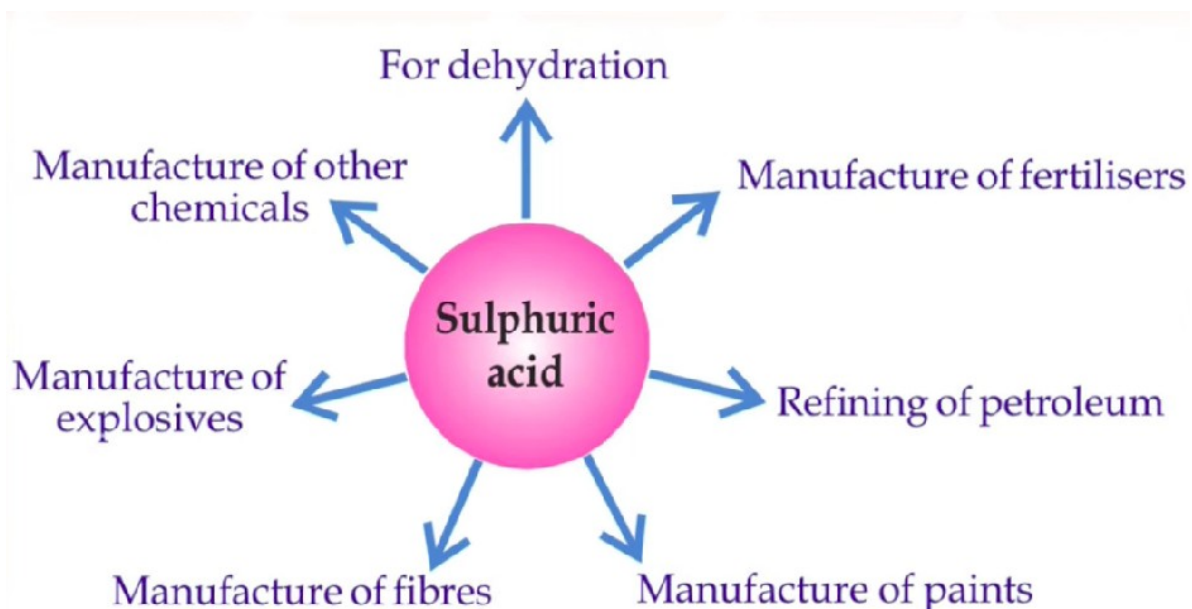 For dehydration
Manufacture of other
chemicals
Manufacture of fertilisers
Sulphuric
acid
Manufacture of
explosives
Refining of petroleum
Manufacture of fibres
Manufacture of paints